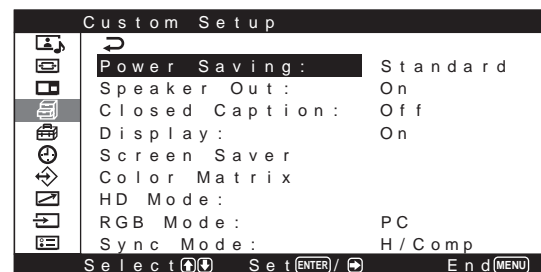 Custom Setup
Power Saving: Standard
Speaker Out: On
Closed Caption: Off
Display: On
Screen Saver
Color Matrix
HD Mode:
RGB Mode: PC
Sync Mode: H/Comp
Select Set ENTER / End MENU